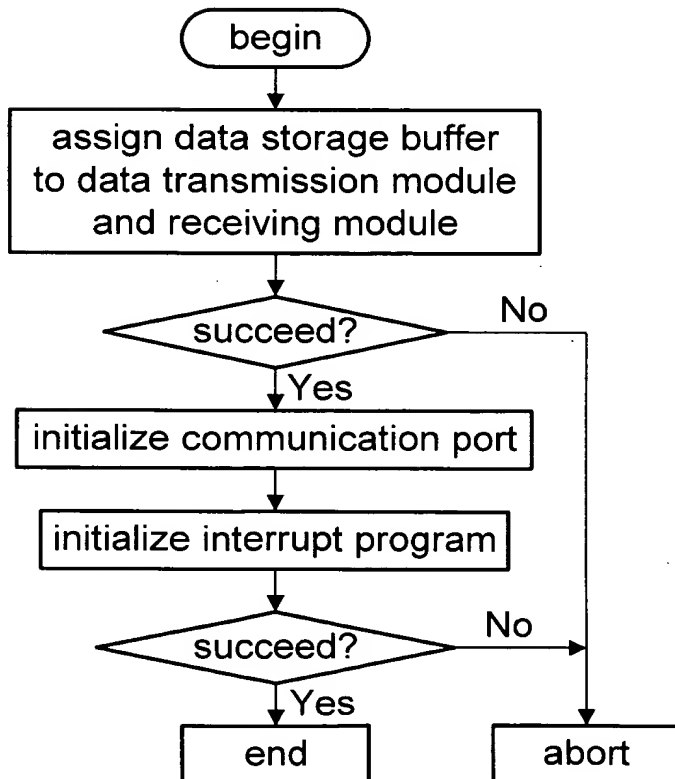 begin
assign data storage buffer
to data transmission module
and receiving module
succeed?
No
Yes
initialize communication port
initialize interrupt program
succeed?
No
Yes
end
abort